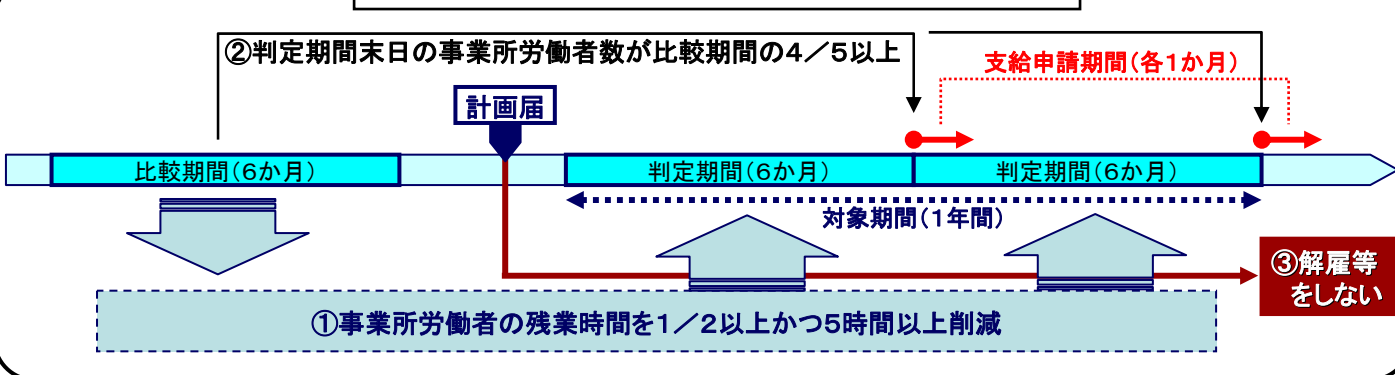 ②判定期間末日の事業所労働者数が比較期間の4/5以上
支給申請期間(各1か月)
計画届
比較期間(6か月)
判定期間(6か月)
判定期間(6か月)
対象期間(1年間)
③解雇等
をしない
①事業所労働者の残業時間を1/2以上かつ5時間以上削減